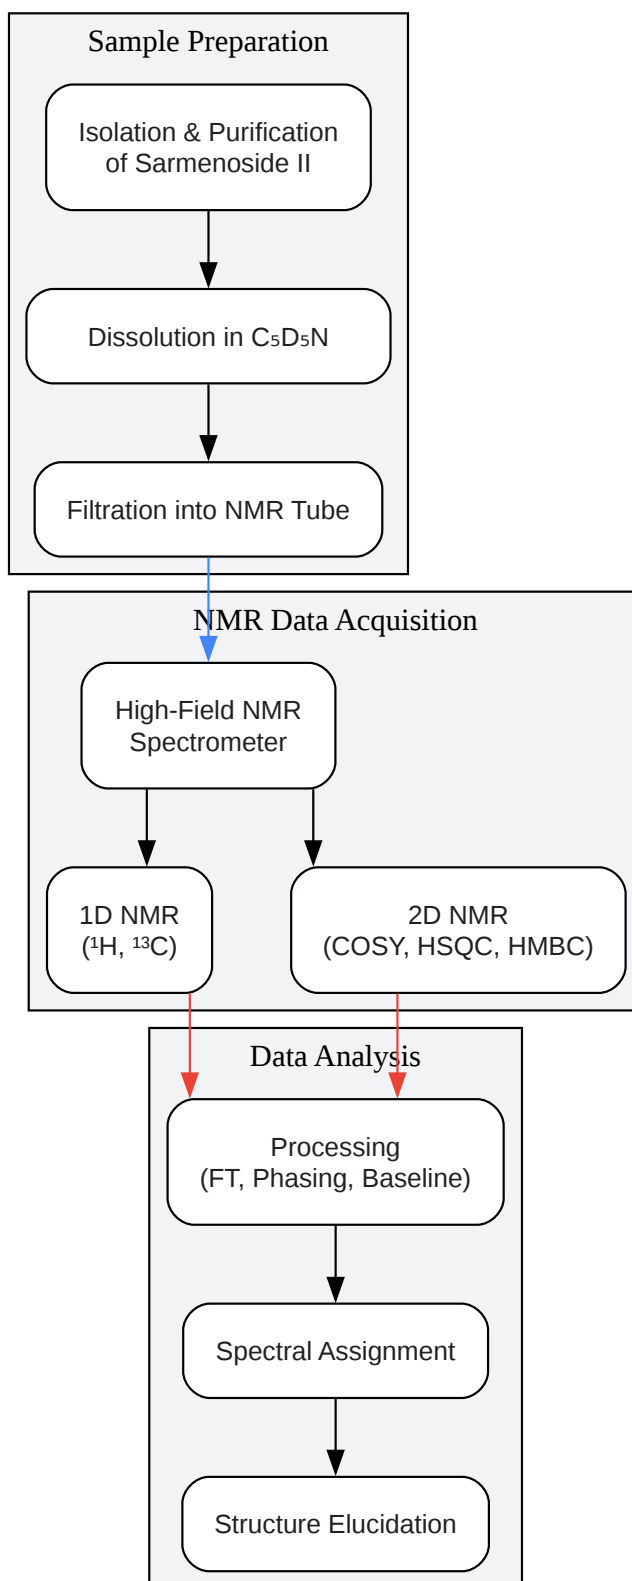 Sample Preparation
Isolation & Purification
of Sarmenoside II
Dissolution in C₅D₅N
Filtration into NMR Tube
NMR Data Acquisition
High-Field NMR
Spectrometer
1D NMR
(¹H, ¹³C)
2D NMR
(COSY, HSQC, HMBC)
Data Analysis
Processing
(FT, Phasing, Baseline)
Spectral Assignment
Structure Elucidation